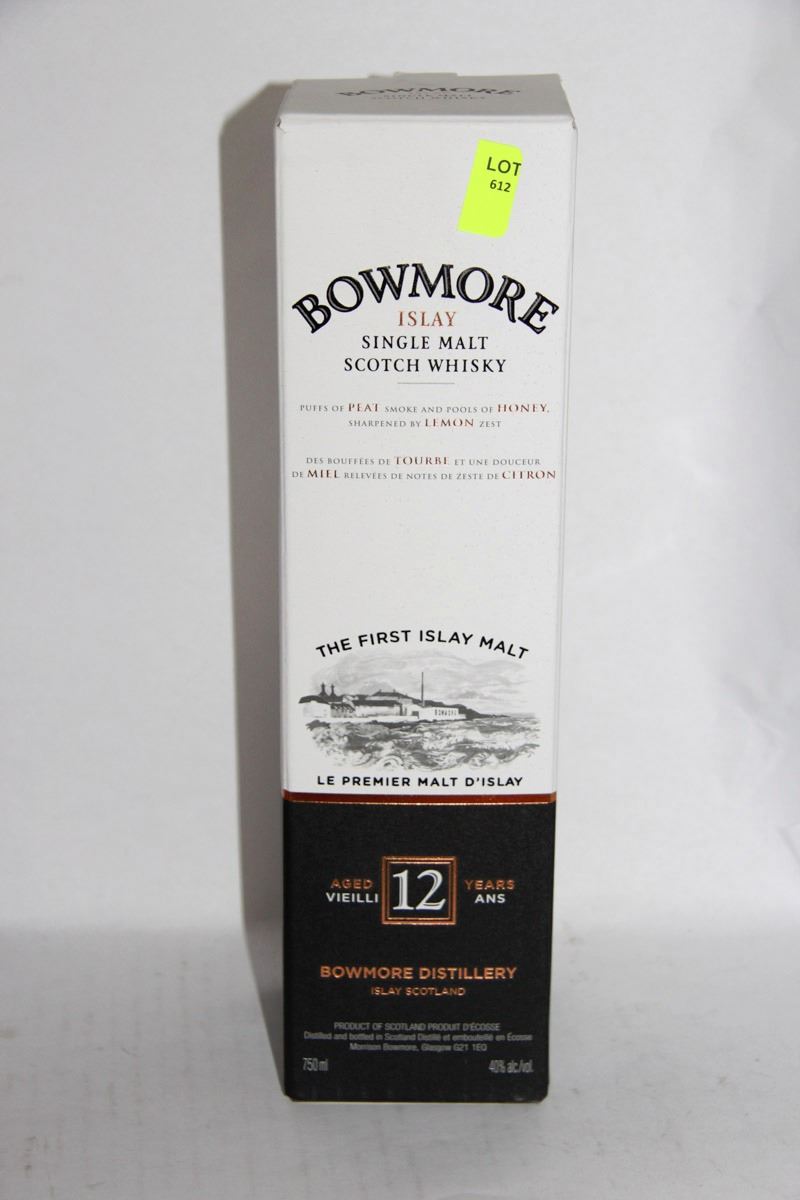 BOWMORE
LOT
612
BOWMORE
ISLAY
SINGLE MALT
SCOTCH WHISKY
PUFFS OF PEAT SMOKE AND POOLS OF HONEY,
SHARPENED BY LEMON ZEST
DES BOUFFÉES DE TOURBE ET UNE DOUCEUR
DE MIEL RELEVÉES DE NOTES DE ZESTE DE CITRON
THE FIRST ISLAY MALT
BOWMORE
LE PREMIER MALT D'ISLAY
AGED 12 YEARS
VIEILLI ANS
BOWMORE DISTILLERY
ISLAY SCOTLAND
PRODUCT OF SCOTLAND PRODUIT D'ÉCOSSE
Distilled and bottled in Scotland Distillé et embouteillé en Écosse
Morrison Bowmore, Glasgow G21 1EQ
750 ml 40% alc./vol.